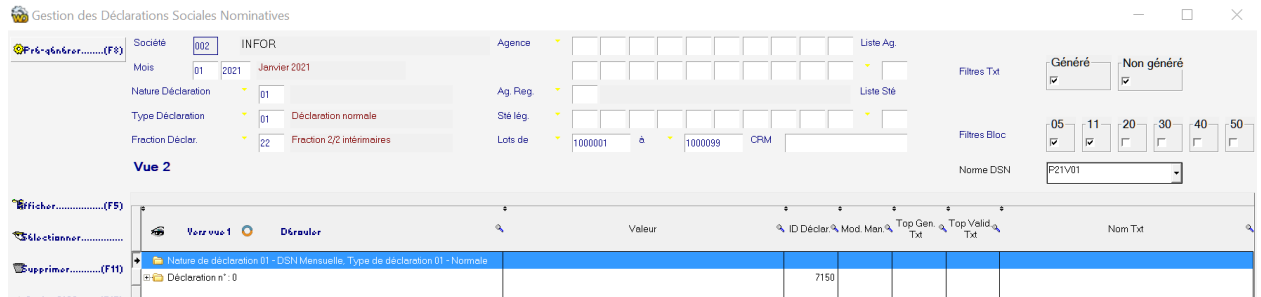 Gestion des Déclarations Sociales Nominatives
Pré-générer........(F8)
Société 002 INFOR Agence Liste Ag.
Mois 01 2021 Janvier 2021 Filtres Txt Généré Non généré
Nature Déclaration 01 Ag. Reg. Liste Sté
Type Déclaration 01 Déclaration normale Sté lég.
Fraction Déclar. 22 Fraction 2/2 intérimaires Lots de 1000001 à 1000099 CRM Filtres Bloc 05 11 20 30 40 50
Vue 2 Norme DSN P21V01
Afficher................(F5)
Sélectionner..............
Supprimer...........(F11)
Vers vue 1 Dérouler Valeur ID Déclar. Mod. Man. Top Gen. Txt Top Valid. Txt Nom Txt
Nature de déclaration 01 - DSN Mensuelle, Type de déclaration 01 - Normale
Déclaration n° : 0 7150